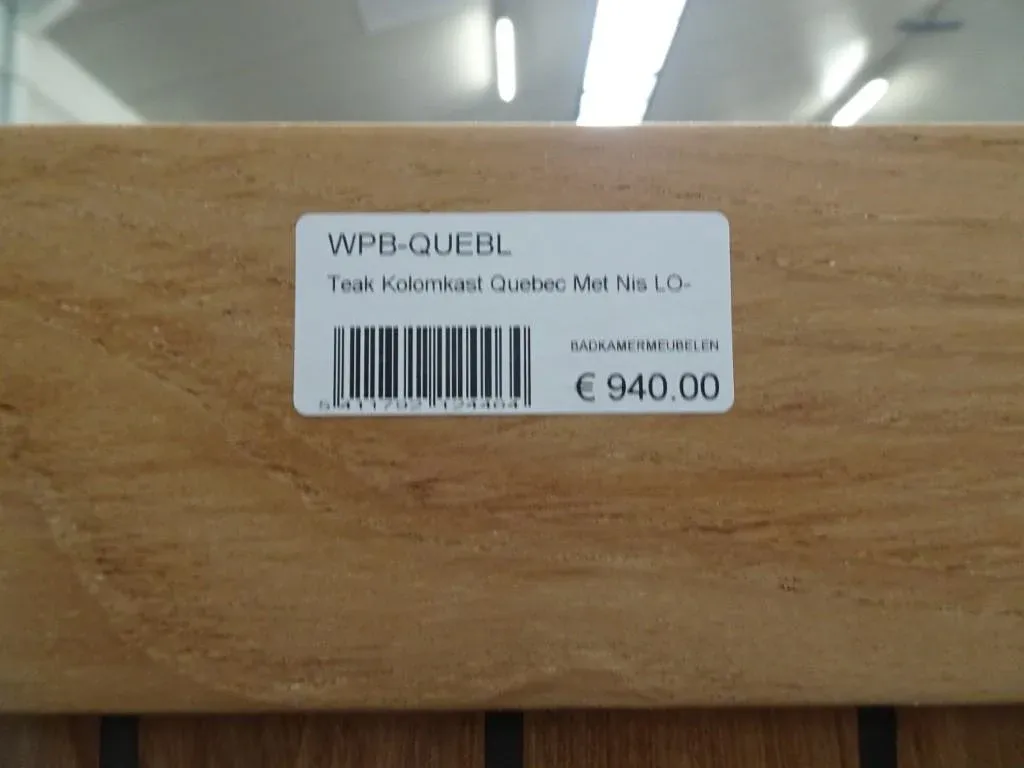 WPB-QUEBL
Teak Kolomkast Quebec Met Nis LO-
BADKAMERMEUBELEN
€ 940.00